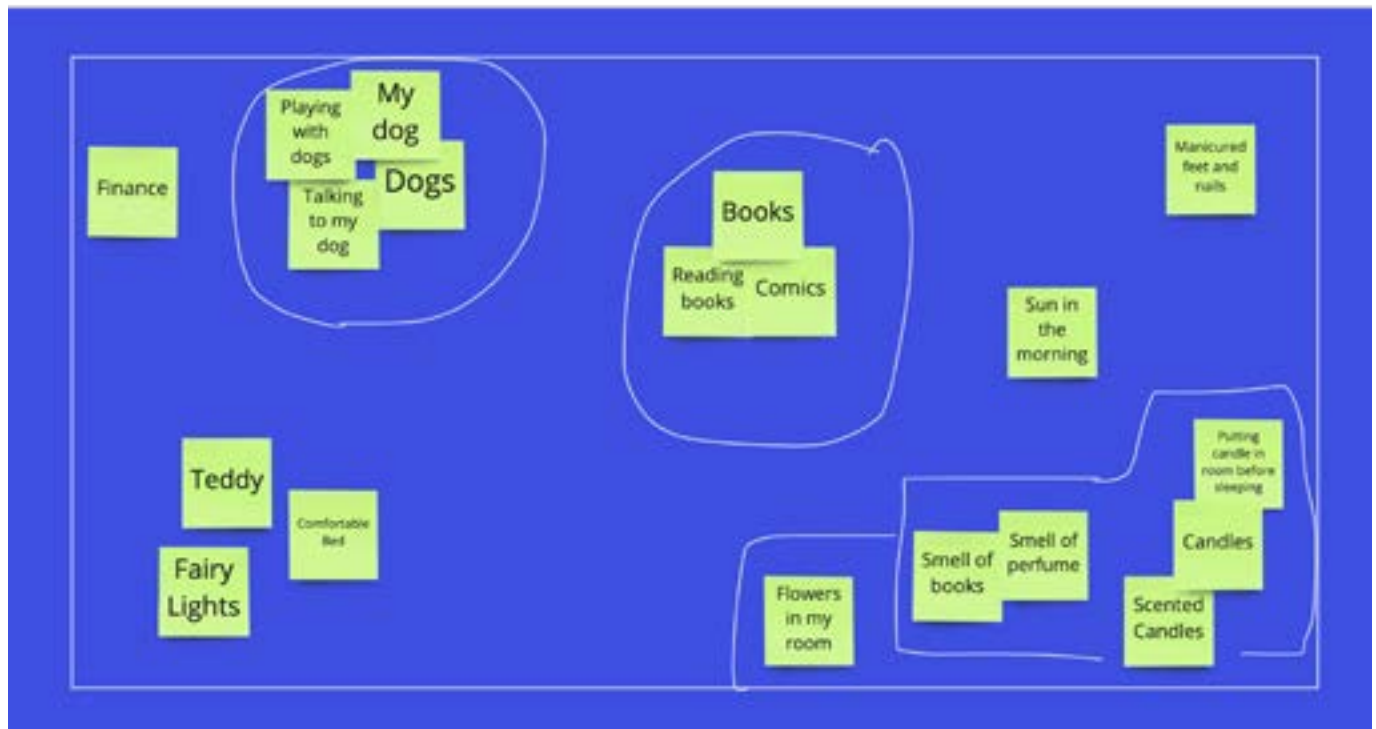 Finance
Playing
with
dogs
My
dog
Dogs
Talking
to my
dog
Books
Reading
books
Comics
Manicured
feet and
nails
Sun in
the
morning
Teddy
Comfortable
Bed
Fairy
Lights
Flowers
in my
room
Smell of
books
Smell of
perfume
Putting
candle in
room before
sleeping
Candles
Scented
Candles